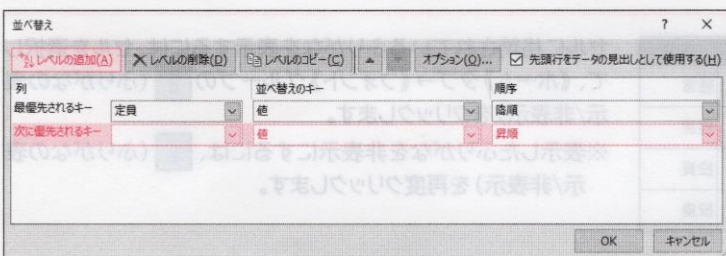 並べ替え ? ×
レベルの追加(A) レベルの削除(D) レベルのコピー(C) オプション(O)... 先頭行をデータの見出しとして使用する(H)
列 並べ替えのキー 順序
最優先されるキー 定員 値 降順
次に優先されるキー 値 昇順
OK キャンセル